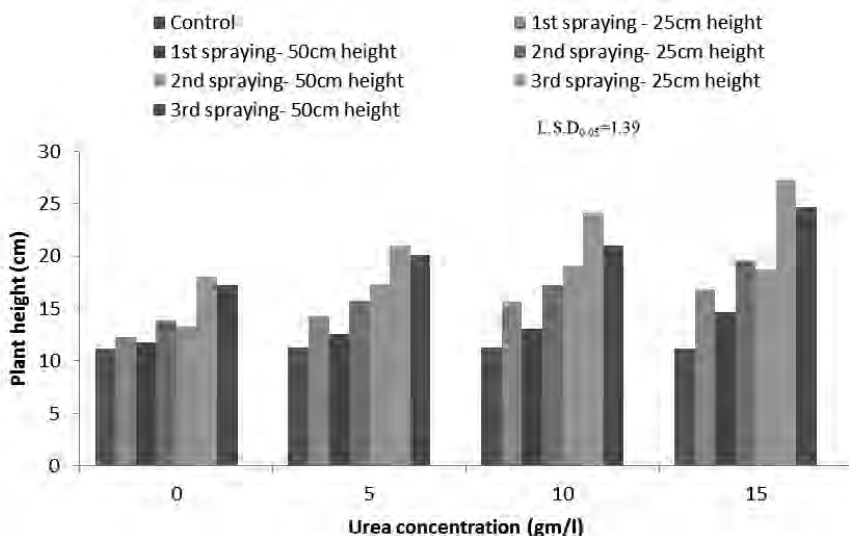 Control
1st spraying - 25cm height
1st spraying- 50cm height
2nd spraying- 25cm height
2nd spraying- 50cm height
3rd spraying- 25cm height
3rd spraying- 50cm height
L.S.D0.05=1.39
30
25
20
15
10
5
0
Plant height (cm)
0 5 10 15
Urea concentration (gm/l)